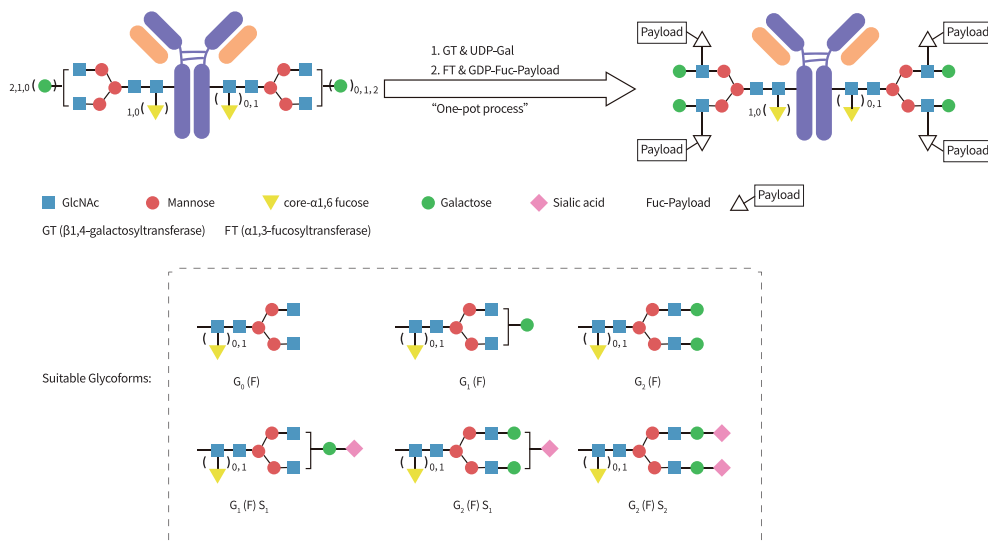 1. GT & UDP-Gal
2. FT & GDP-Fuc-Payload
"One-pot process"
2,1,0
1,0
0, 1
0, 1, 2
Payload
Payload
1,0
0, 1
Payload
Payload
GlcNAc
Mannose
core-α1,6 fucose
Galactose
Sialic acid
Fuc-Payload
Payload
GT (β1,4-galactosyltransferase)
FT (α1,3-fucosyltransferase)
Suitable Glycoforms:
0, 1
0, 1
0, 1
G₀ (F)
G₁ (F)
G₂ (F)
0, 1
0, 1
0, 1
G₁ (F) S₁
G₂ (F) S₁
G₂ (F) S₂